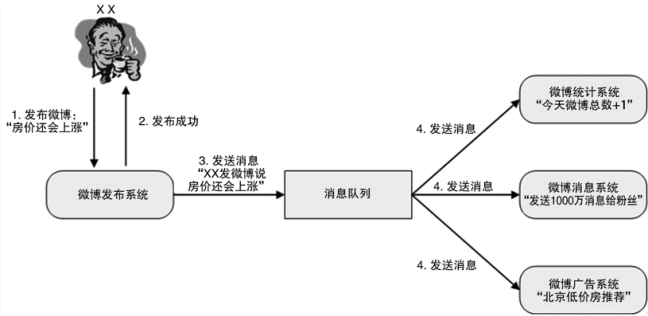 X X
1. 发布微博：
“房价还会上涨”
2. 发布成功
微博发布系统
3. 发送消息
“XX发微博说
房价还会上涨”
消息队列
4. 发送消息
4. 发送消息
4. 发送消息
微博统计系统
“今天微博总数+1”
微博消息系统
“发送1000万消息给粉丝”
微博广告系统
“北京低价房推荐”